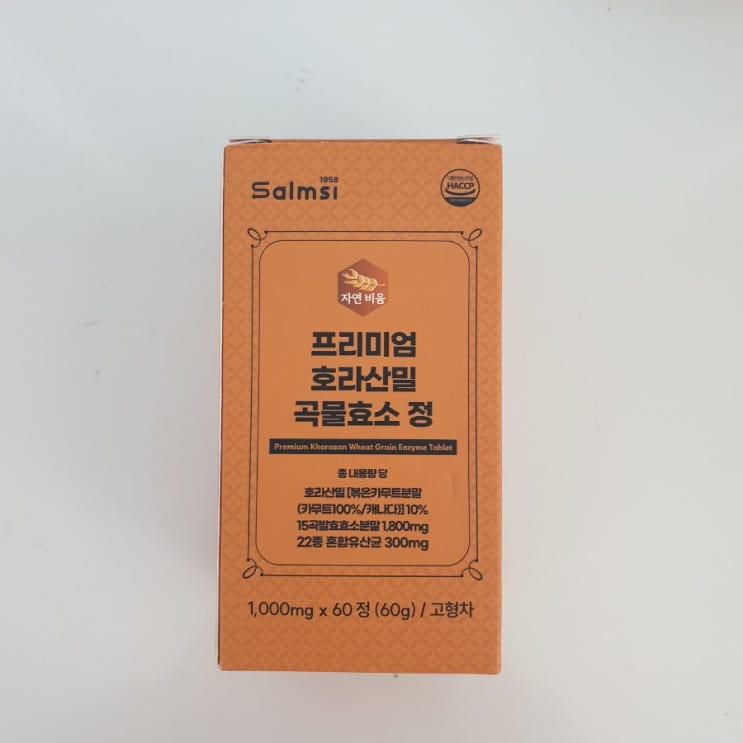 1958
Salmsi
HACCP
자연 비움
프리미엄
호라산밀
곡물효소 정
Premium Khorasan Wheat Grain Enzyme Tablet
총 내용량 당
호라산밀 [볶은카무트분말
(카무트100%/캐나다)] 10%
15곡발효효소분말 1,800mg
22종 혼합유산균 300mg
1,000mg x 60 정 (60g) / 고형차